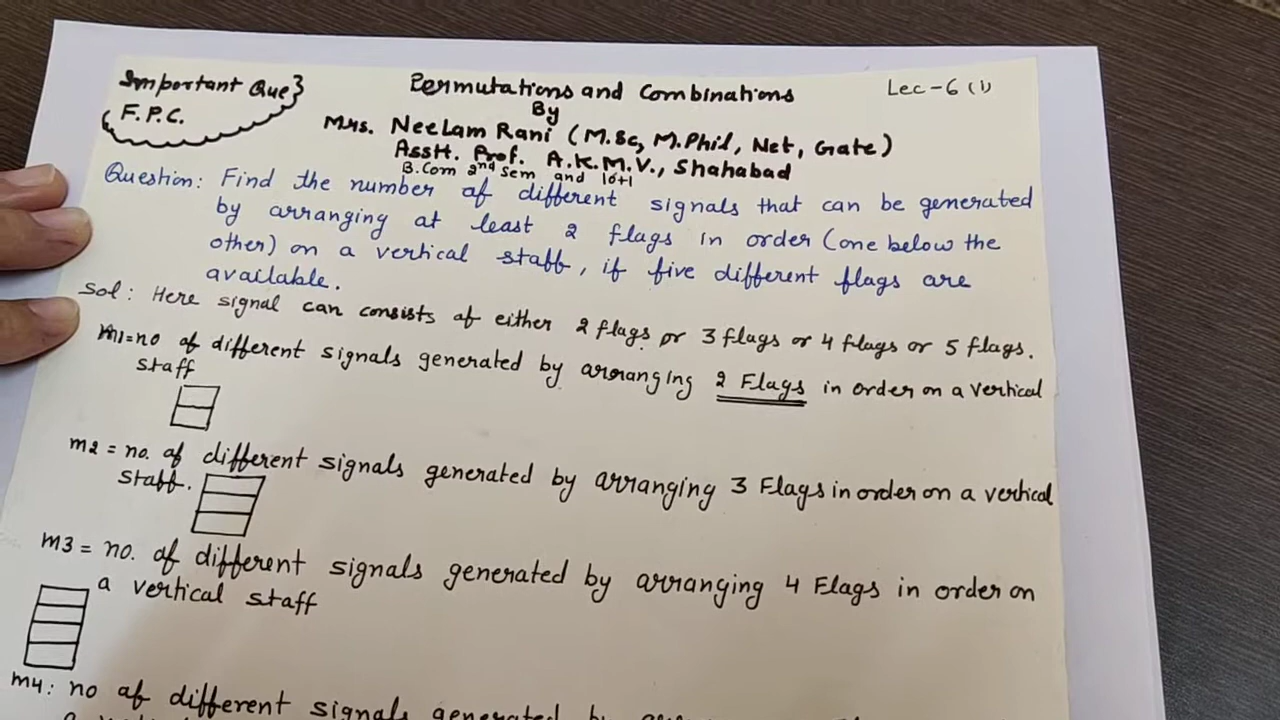 Important Que
F.P.C.
Permutations and Combinations
Lec-6 (1)
By
Mrs. Neelam Rani (M.Sc, M.Phil, Net, Gate)
Asstt. Prof. A.K.M.V., Shahabad
B.Com 2nd Sem and 10+1
Question: Find the number of different signals that can be generated
by arranging at least 2 flags in order (one below the
other) on a vertical staff, if five different flags are
available.
Sol: Here signal can consists of either 2 flags or 3 flags or 4 flags or 5 flags.
m1=no of different signals generated by arranging 2 Flags in order on a vertical
staff
m2 = no. of different signals generated by arranging 3 Flags in order on a vertical
staff.
m3 = no. of different signals generated by arranging 4 Flags in order on
a vertical staff
m4: no of different signals generated by